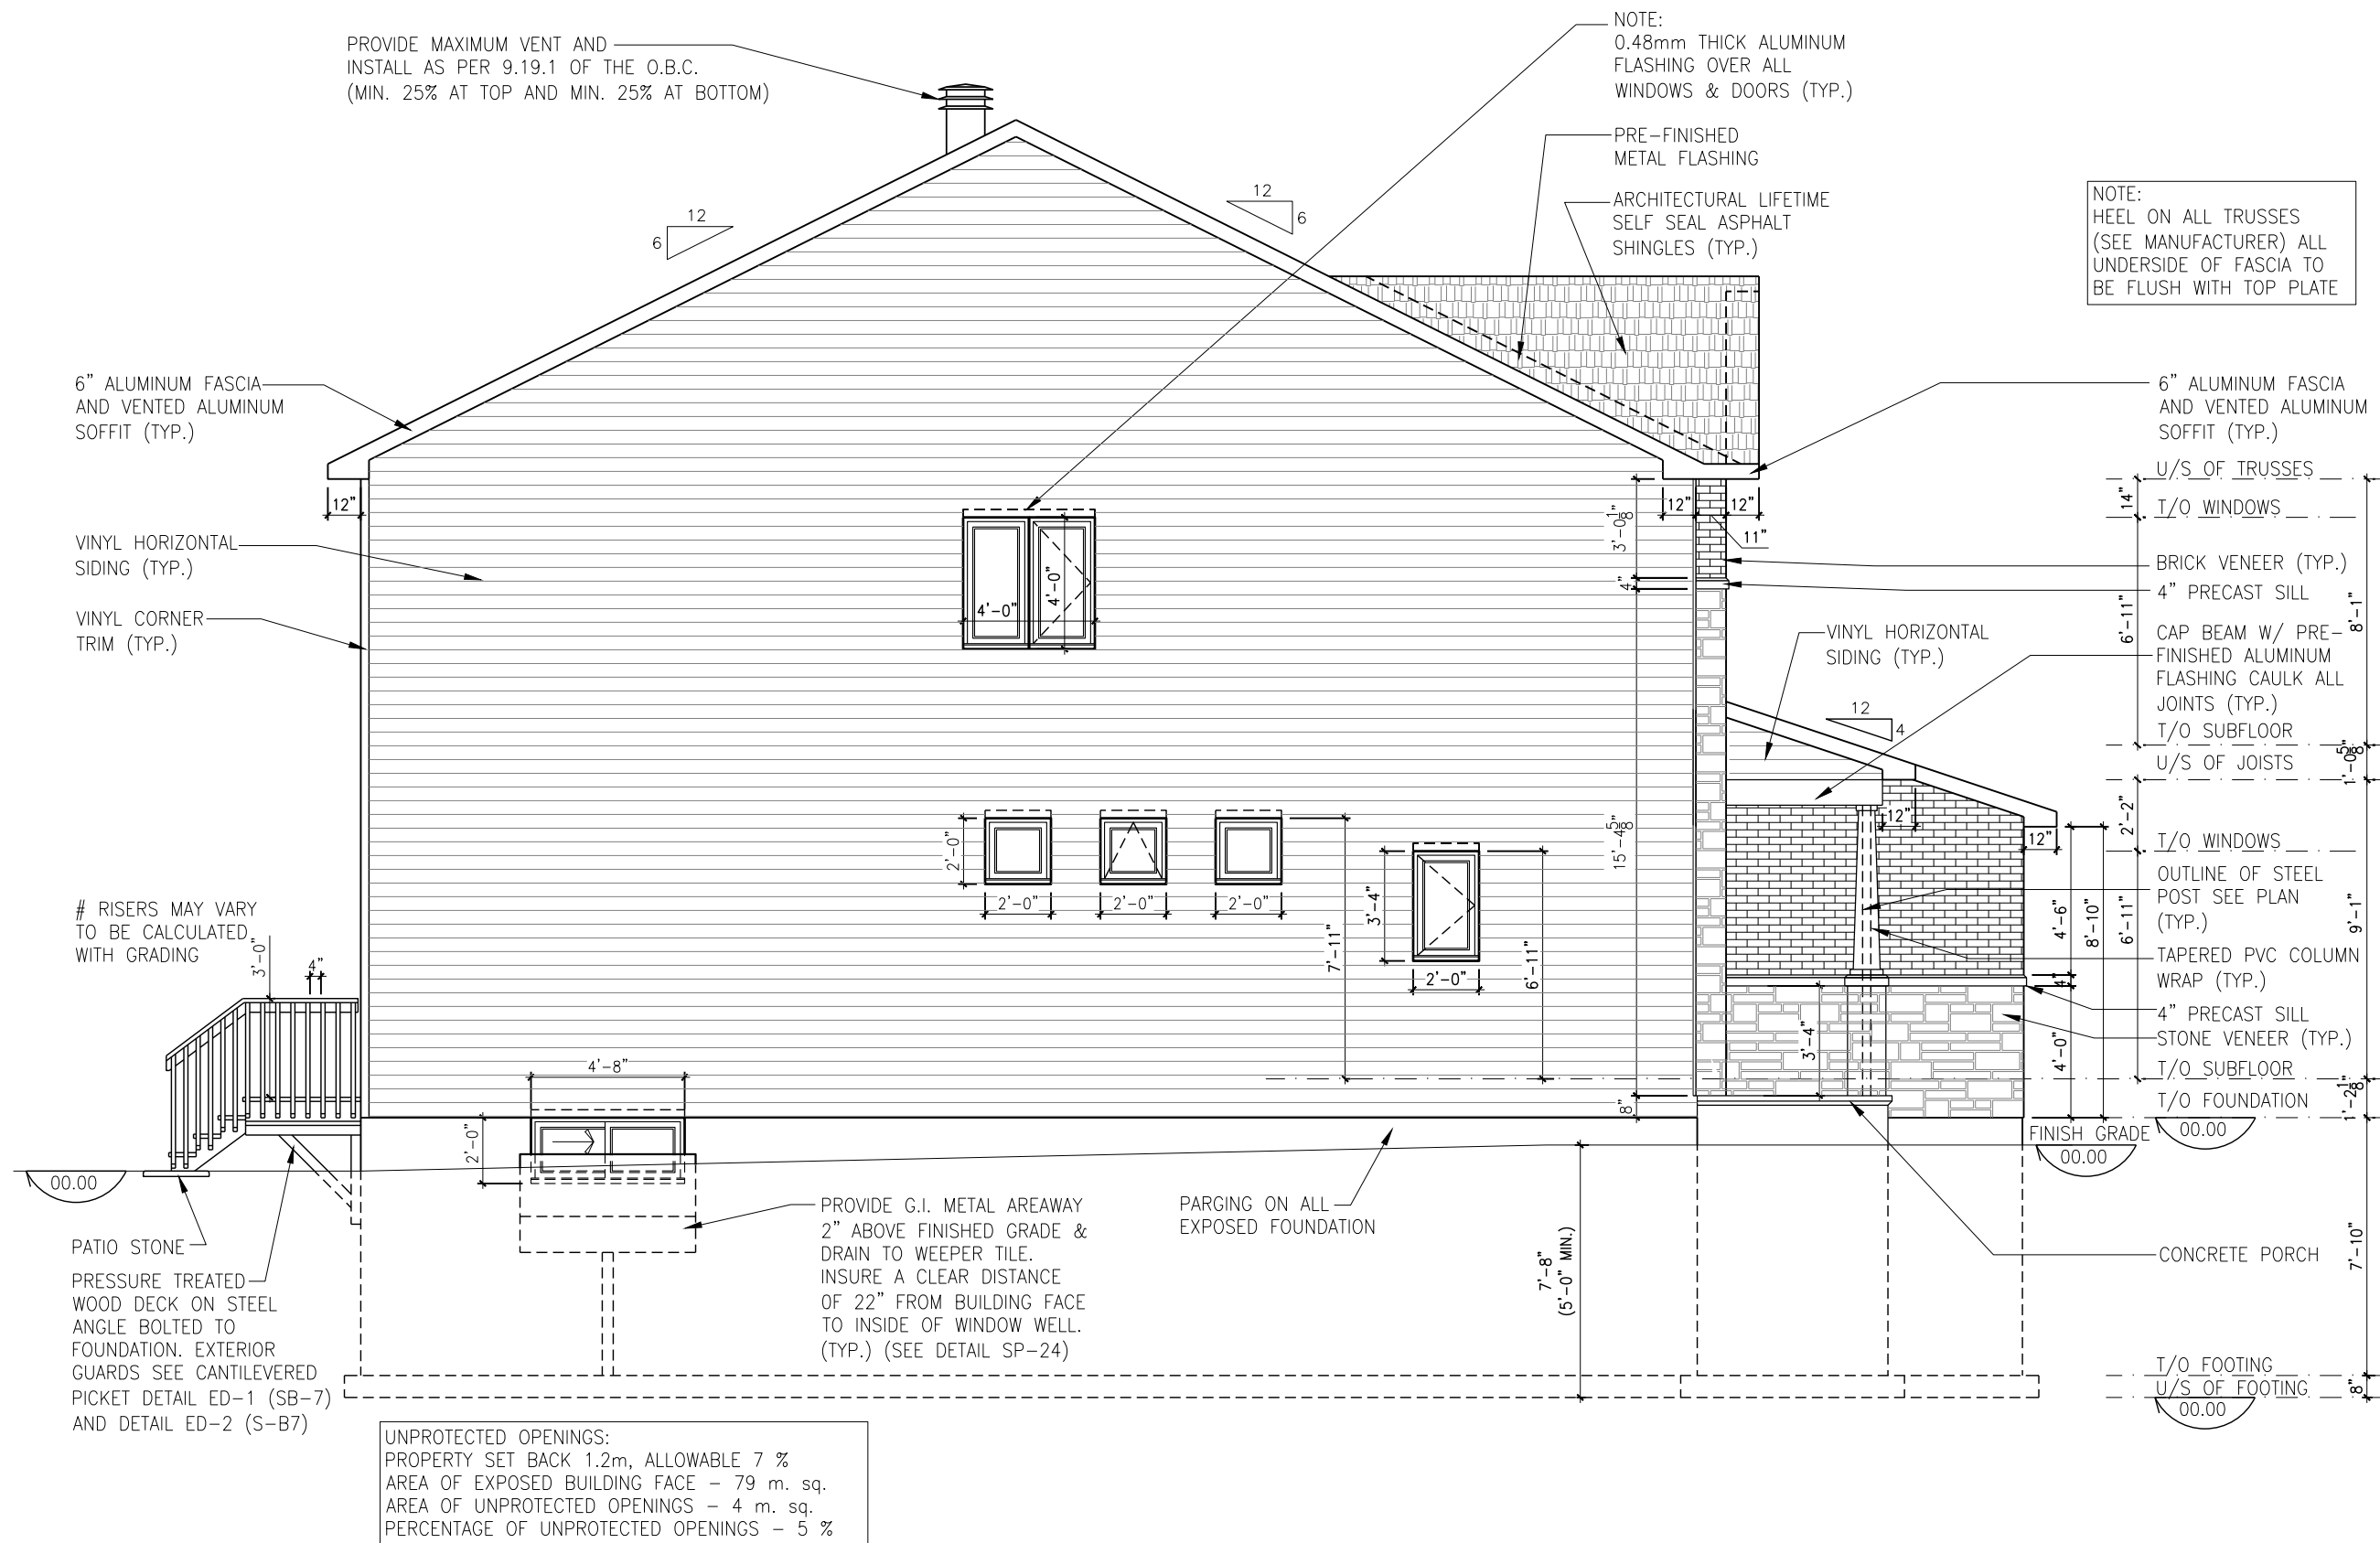 PROVIDE MAXIMUM VENT AND
INSTALL AS PER 9.19.1 OF THE O.B.C.
(MIN. 25% AT TOP AND MIN. 25% AT BOTTOM)
NOTE:
0.48mm THICK ALUMINUM
FLASHING OVER ALL
WINDOWS & DOORS (TYP.)
PRE-FINISHED
METAL FLASHING
ARCHITECTURAL LIFETIME
SELF SEAL ASPHALT
SHINGLES (TYP.)
NOTE:
HEEL ON ALL TRUSSES
(SEE MANUFACTURER) ALL
UNDERSIDE OF FASCIA TO
BE FLUSH WITH TOP PLATE
12
6
12
6
6" ALUMINUM FASCIA
AND VENTED ALUMINUM
SOFFIT (TYP.)
12"
VINYL HORIZONTAL
SIDING (TYP.)
VINYL CORNER
TRIM (TYP.)
# RISERS MAY VARY
TO BE CALCULATED
WITH GRADING
3'-0"
4"
4'-0"
4'-0"
2'-0"
2'-0"
2'-0"
2'-0"
7'-11"
3'-4"
2'-0"
6'-11"
12"
12"
11"
3'-0 1/8"
4"
15'-4 5/8"
8"
VINYL HORIZONTAL
SIDING (TYP.)
12
4
12"
12"
3'-4"
6" ALUMINUM FASCIA
AND VENTED ALUMINUM
SOFFIT (TYP.)
U/S OF TRUSSES
T/O WINDOWS
BRICK VENEER (TYP.)
4" PRECAST SILL
CAP BEAM W/ PRE-
FINISHED ALUMINUM
FLASHING CAULK ALL
JOINTS (TYP.)
T/O SUBFLOOR
U/S OF JOISTS
T/O WINDOWS
OUTLINE OF STEEL
POST SEE PLAN
(TYP.)
TAPERED PVC COLUMN
WRAP (TYP.)
4" PRECAST SILL
STONE VENEER (TYP.)
T/O SUBFLOOR
T/O FOUNDATION
00.00
FINISH GRADE
00.00
CONCRETE PORCH
T/O FOOTING
U/S OF FOOTING
00.00
14"
6'-11"
8'-1"
1'-0 5/8"
2'-2"
4'-6"
8'-10"
6'-11"
9'-1"
4"
4'-0"
1'-2 1/8"
7'-10"
8"
4'-8"
2'-0"
00.00
PATIO STONE
PRESSURE TREATED
WOOD DECK ON STEEL
ANGLE BOLTED TO
FOUNDATION. EXTERIOR
GUARDS SEE CANTILEVERED
PICKET DETAIL ED-1 (SB-7)
AND DETAIL ED-2 (S-B7)
PROVIDE G.I. METAL AREAWAY
2" ABOVE FINISHED GRADE &
DRAIN TO WEEPER TILE.
INSURE A CLEAR DISTANCE
OF 22" FROM BUILDING FACE
TO INSIDE OF WINDOW WELL.
(TYP.) (SEE DETAIL SP-24)
PARGING ON ALL
EXPOSED FOUNDATION
7'-8"
(5'-0" MIN.)
UNPROTECTED OPENINGS:
PROPERTY SET BACK 1.2m, ALLOWABLE 7 %
AREA OF EXPOSED BUILDING FACE - 79 m. sq.
AREA OF UNPROTECTED OPENINGS - 4 m. sq.
PERCENTAGE OF UNPROTECTED OPENINGS - 5 %